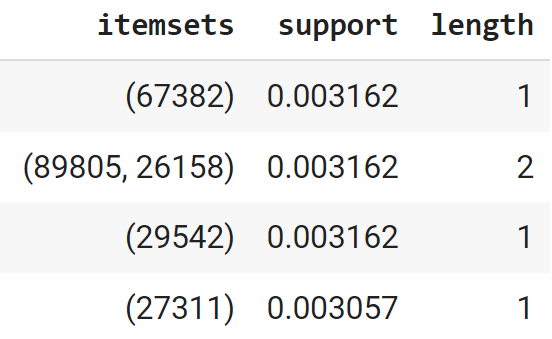 itemsets support length
(67382) 0.003162 1
(89805, 26158) 0.003162 2
(29542) 0.003162 1
(27311) 0.003057 1